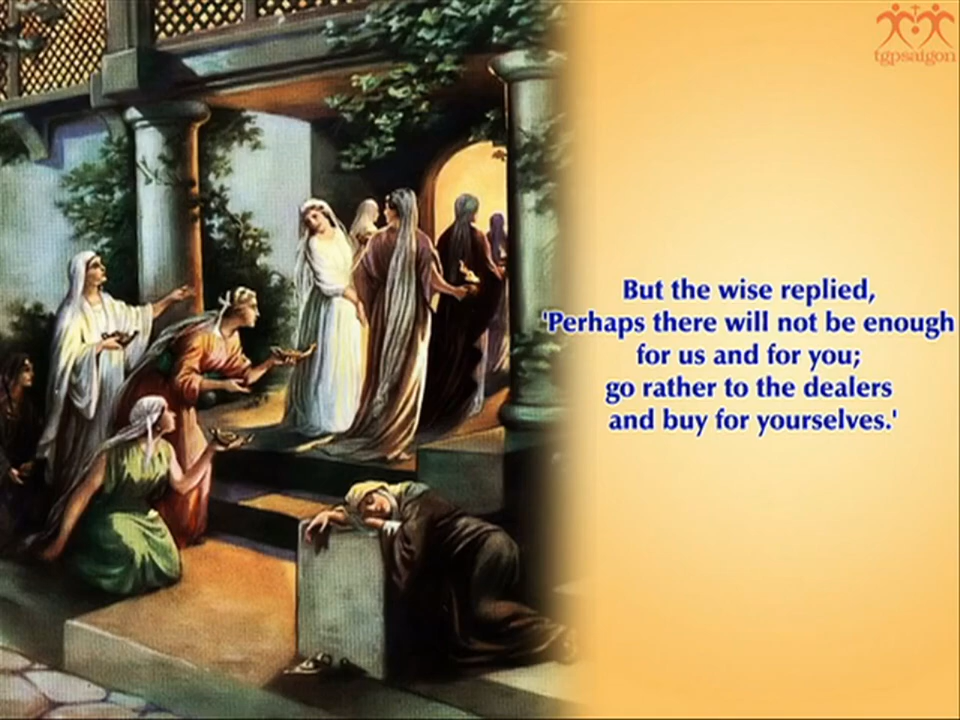 tgpsaigon
But the wise replied,
'Perhaps there will not be enough
for us and for you;
go rather to the dealers
and buy for yourselves.'